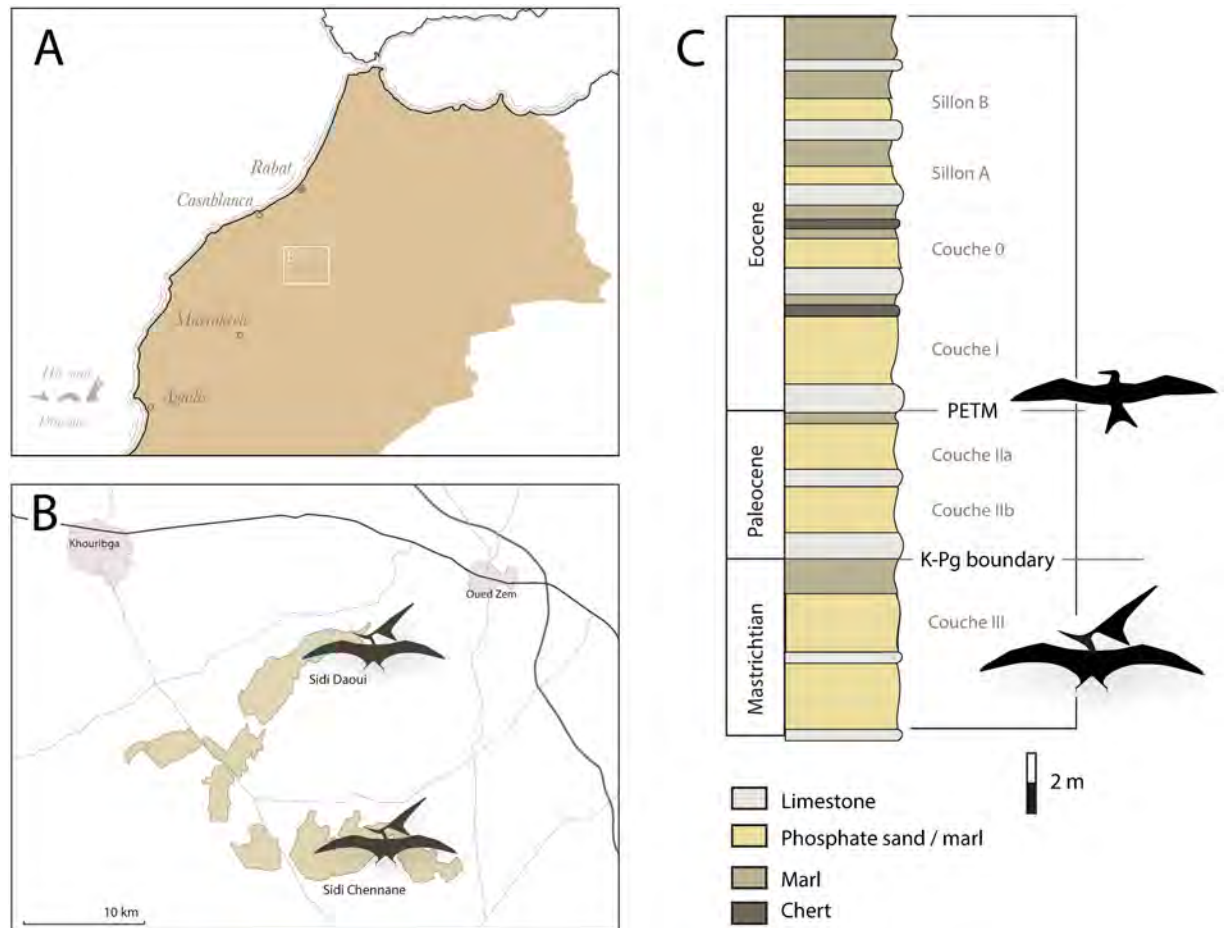 A
Rabat
Casablanca
Marrakech
Agadir
B
Khouribga
Oued Zem
Sidi Daoui
Sidi Chennane
10 km
C
Eocene
Paleocene
Mastrichtian
Sillon B
Sillon A
Couche 0
Couche I
PETM
Couche IIa
Couche IIb
K-Pg boundary
Couche III
2 m
Limestone
Phosphate sand / marl
Marl
Chert